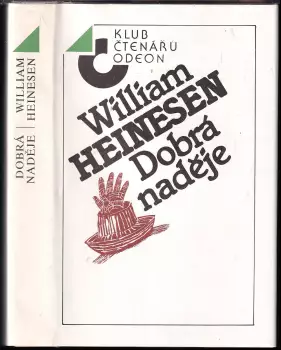 WILLIAM
HEINESEN
DOBRÁ
NADĚJE
KLUB
ČTENÁŘŮ
ODEON
William
HEINESEN
Dobrá
naděje